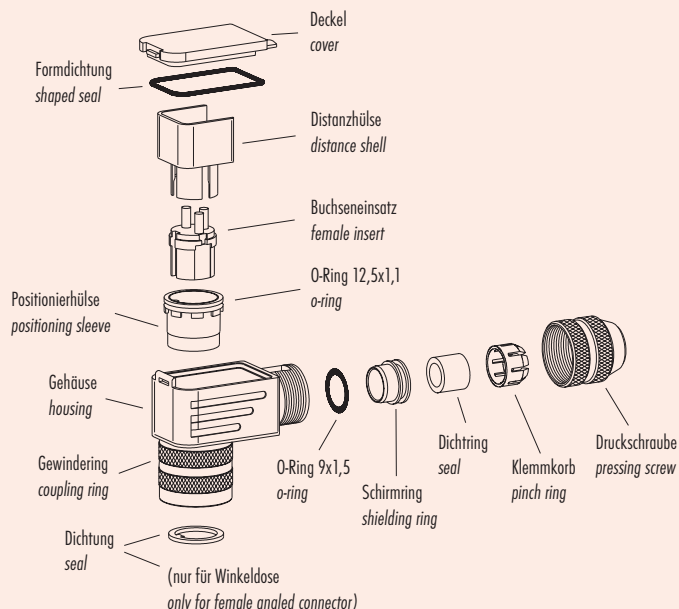 Deckel
cover
Formdichtung
shaped seal
Distanzhülse
distance shell
Buchseneinsatz
female insert
O-Ring 12,5x1,1
o-ring
Positionierhülse
positioning sleeve
Gehäuse
housing
Gewindering
coupling ring
O-Ring 9x1,5
o-ring
Schirmring
shielding ring
Dichtring
seal
Klemmkorb
pinch ring
Druckschraube
pressing screw
Dichtung
seal
(nur für Winkeldose
only for female angled connector)